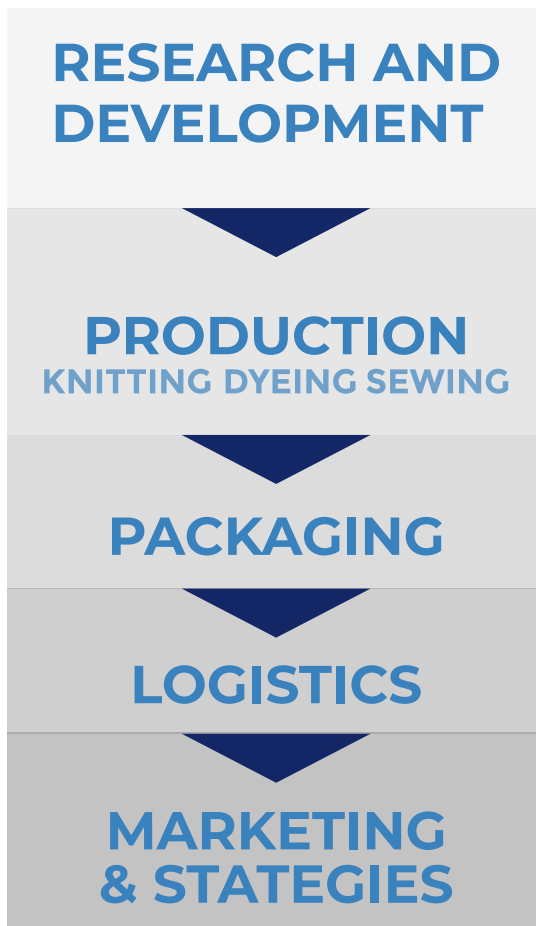 RESEARCH AND
DEVELOPMENT
PRODUCTION
KNITTING DYEING SEWING
PACKAGING
LOGISTICS
MARKETING
& STATEGIES